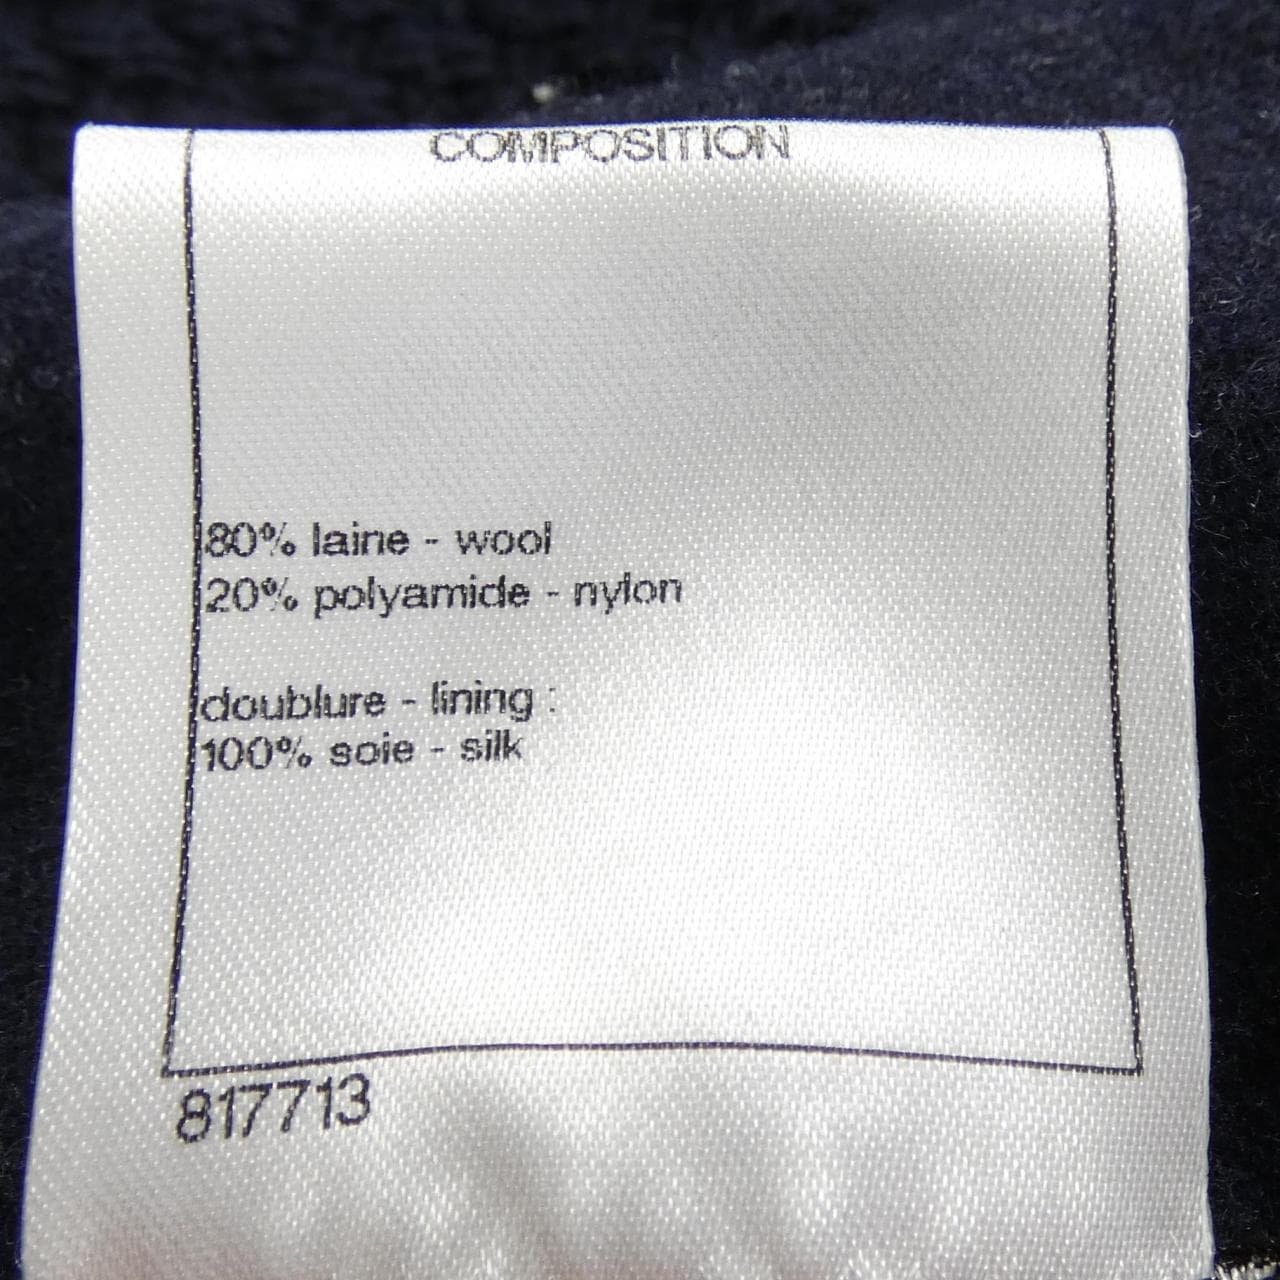 COMPOSITION
80% laine - wool
20% polyamide - nylon
doublure - lining :
100% soie - silk
817713